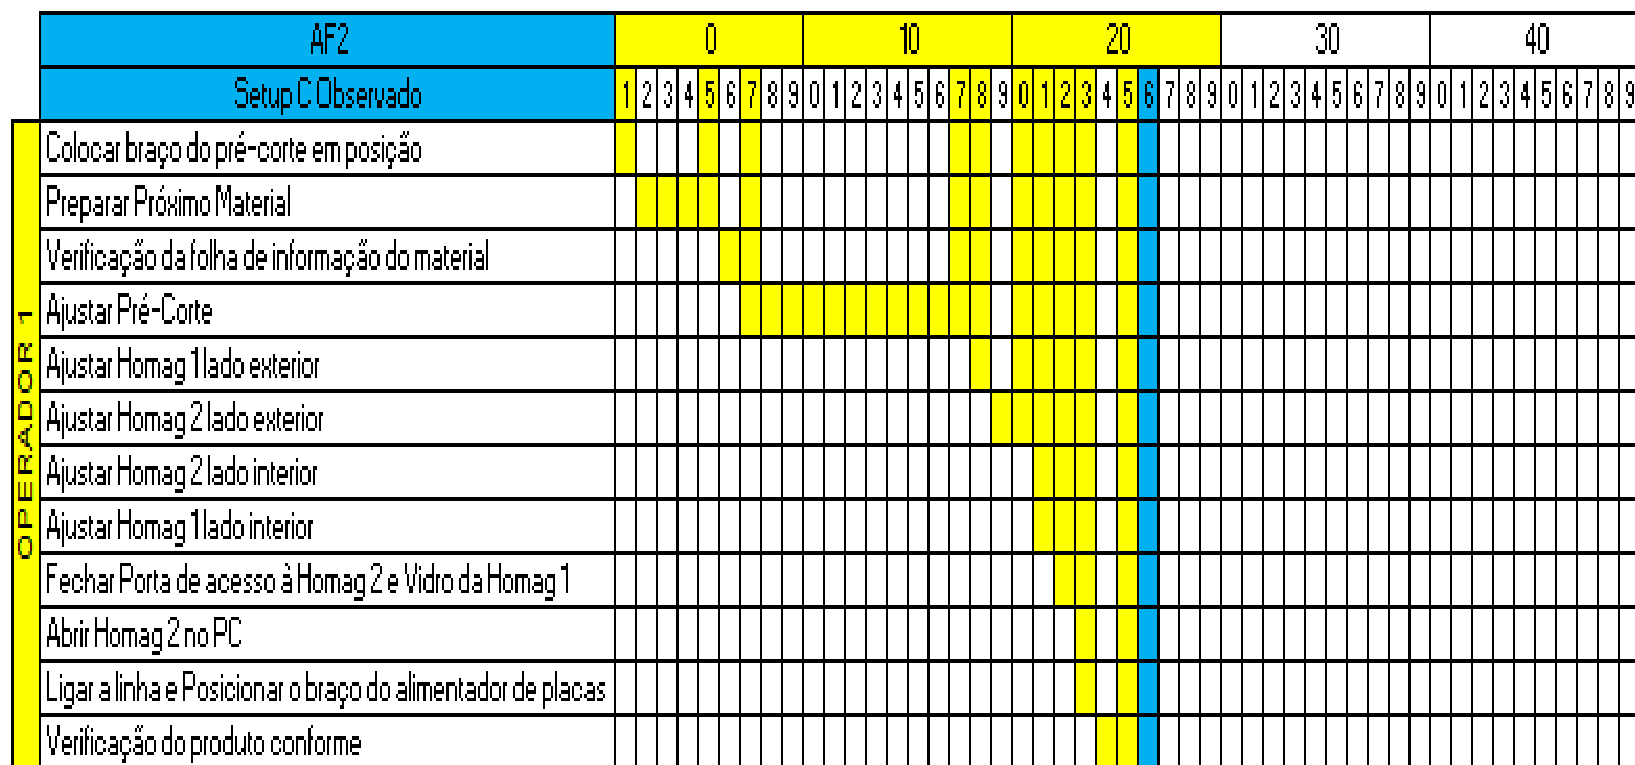 AF2 0 10 20 30 40
Setup C Observado 1 2 3 4 5 6 7 8 9 0 1 2 3 4 5 6 7 8 9 0 1 2 3 4 5 6 7 8 9 0 1 2 3 4 5 6 7 8 9 0 1 2 3 4 5 6 7 8 9
OPERADOR 1
Colocar braço do pré-corte em posição
Preparar Próximo Material
Verificação da folha de informação do material
Ajustar Pré-Corte
Ajustar Homag 1 lado exterior
Ajustar Homag 2 lado exterior
Ajustar Homag 2 lado interior
Ajustar Homag 1 lado interior
Fechar Porta de acesso à Homag 2 e Vidro da Homag 1
Abrir Homag 2 no PC
Ligar a linha e Posicionar o braço do alimentador de placas
Verificação do produto conforme